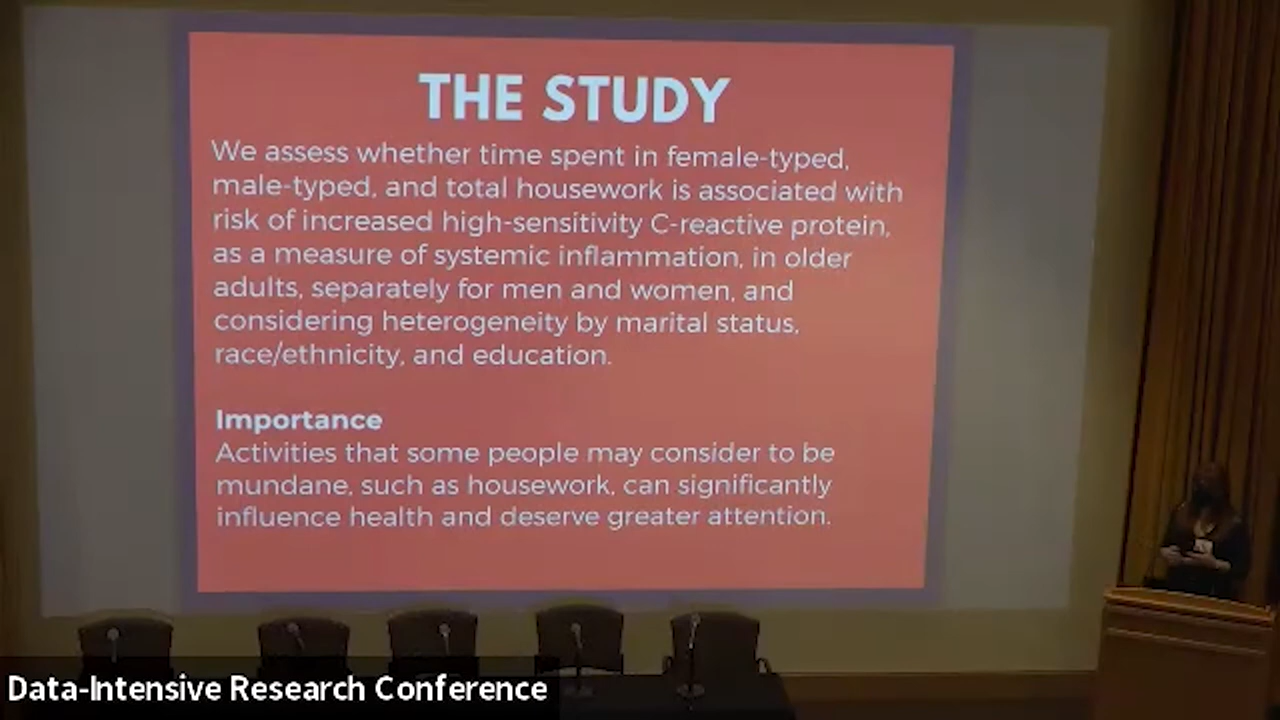 THE STUDY
We assess whether time spent in female-typed,
male-typed, and total housework is associated with
risk of increased high-sensitivity C-reactive protein,
as a measure of systemic inflammation, in older
adults, separately for men and women, and
considering heterogeneity by marital status,
race/ethnicity, and education.
Importance
Activities that some people may consider to be
mundane, such as housework, can significantly
influence health and deserve greater attention.
Data-Intensive Research Conference